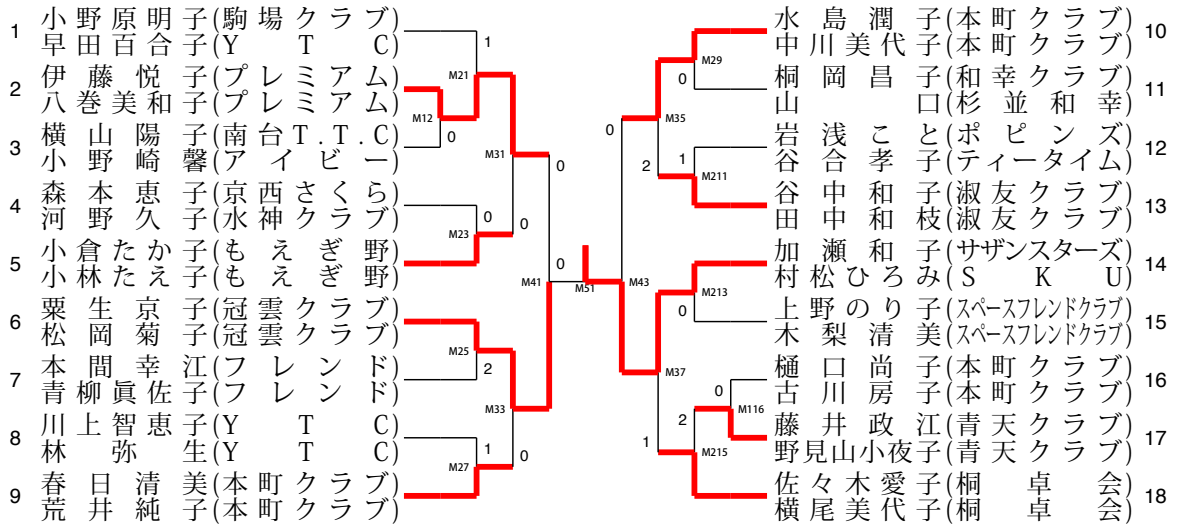 1
小野原明子(駒場クラブ)
早田百合子(Y T C)
2
伊藤悦子(プレミアム)
八巻美和子(プレミアム)
3
横山陽子(南台T.T.C)
小野崎馨(アイビー)
4
森本恵子(京西さくら)
河野久子(水神クラブ)
5
小倉たか子(もえぎ野)
小林たえ子(もえぎ野)
6
粟生京子(冠雲クラブ)
松岡菊子(冠雲クラブ)
7
本間幸江(フレンド)
青柳眞佐子(フレンド)
8
川上智恵子(Y T C)
林弥生(Y T C)
9
春日清美(本町クラブ)
荒井純子(本町クラブ)
1
M21
M12
0
M31
0
0
M23
0
0
M41
M25
2
M33
1
M27
0
M51
水島潤子(本町クラブ)
中川美代子(本町クラブ)
10
桐岡昌子(和幸クラブ)
山口(杉並和幸)
11
岩浅こと(ポピンズ)
谷合孝子(ティータイム)
12
谷中和子(淑友クラブ)
田中和枝(淑友クラブ)
13
加瀬和子(サザンスターズ)
村松ひろみ(S K U)
14
上野のり子(スペースフレンドクラブ)
木梨清美(スペースフレンドクラブ)
15
樋口尚子(本町クラブ)
古川房子(本町クラブ)
16
藤井政江(青天クラブ)
野見山小夜子(青天クラブ)
17
佐々木愛子(桐卓会)
横尾美代子(桐卓会)
18
M29
0
M35
0
2
1
M211
M43
M213
0
M37
0
M116
2
1
M215